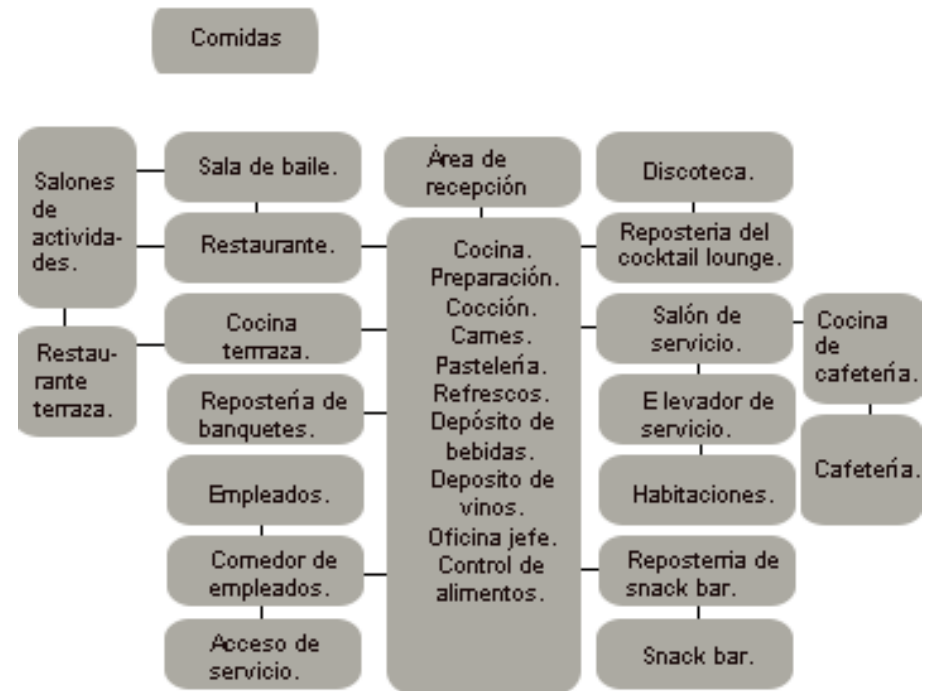 Comidas
Salones
de
activida-
des.
Restau-
rante
terraza.
Sala de baile.
Restaurante.
Cocina
terrraza.
Repostería de
banquetes.
Empleados.
Comedor de
empleados.
Acceso de
servicio.
Área de
recepción
Cocina.
Preparación.
Cocción.
Carnes.
Pastelería.
Refrescos.
Depósito de
bebidas.
Deposito de
vinos.
Oficina jefe.
Control de
alimentos.
Discoteca.
Reposteria del
cocktail lounge.
Salón de
servicio.
Elevador de
servicio.
Habitaciones.
Reposterria de
snack bar.
Snack bar.
Cocina
de
cafetería.
Cafetería.